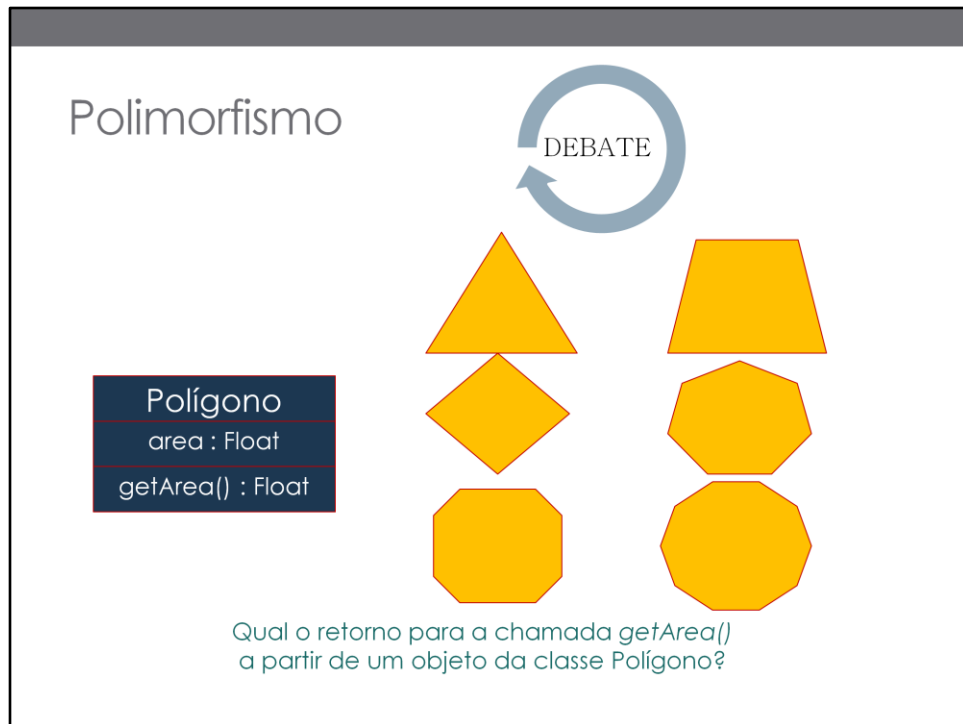 Polimorfismo
DEBATE
Polígono
area : Float
getArea() : Float
Qual o retorno para a chamada getArea()
a partir de um objeto da classe Polígono?